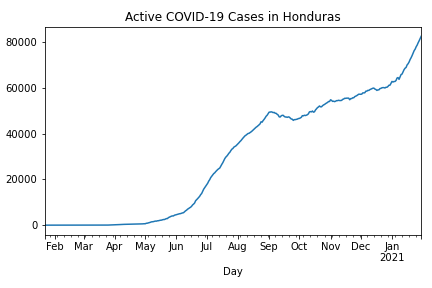 Active COVID-19 Cases in Honduras
80000
60000
40000
20000
0
Feb Mar Apr May Jun Jul Aug Sep Oct Nov Dec Jan
2021
Day